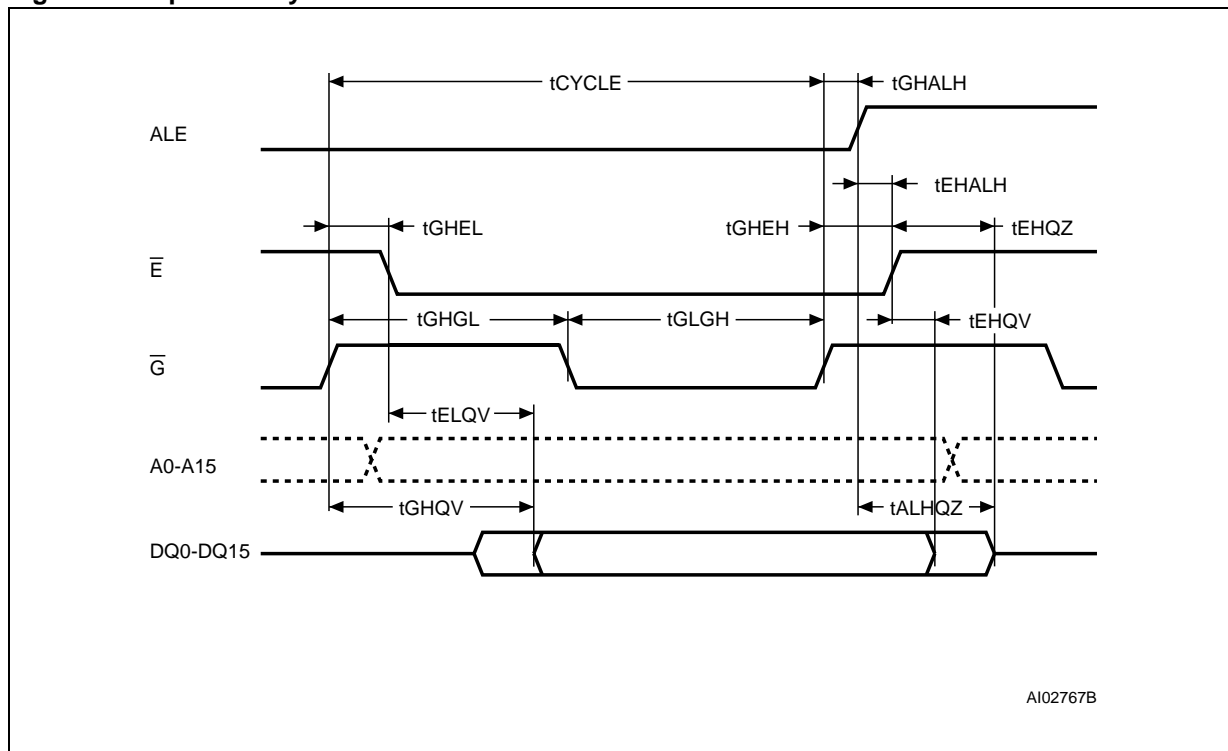 tCYCLE
tGHALH
ALE
tEHALH
tGHEL
tGHEH
tEHQZ
E
tGHGL
tGLGH
tEHQV
G
tELQV
A0-A15
tGHQV
tALHQZ
DQ0-DQ15
AI02767B